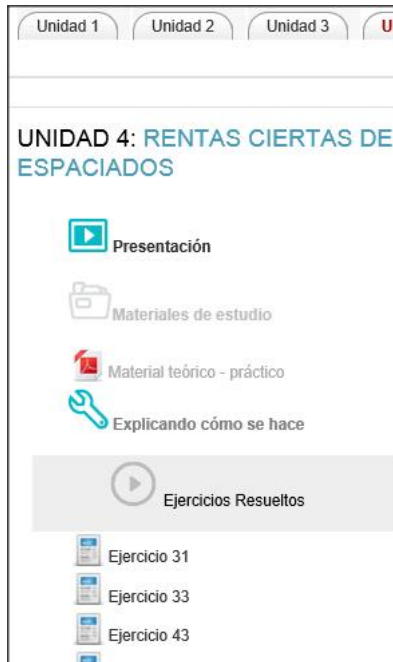 Unidad 1 Unidad 2 Unidad 3 U
UNIDAD 4: RENTAS CIERTAS DE
ESPACIADOS
Presentación
Materiales de estudio
Material teórico - práctico
Explicando cómo se hace
Ejercicios Resueltos
Ejercicio 31
Ejercicio 33
Ejercicio 43